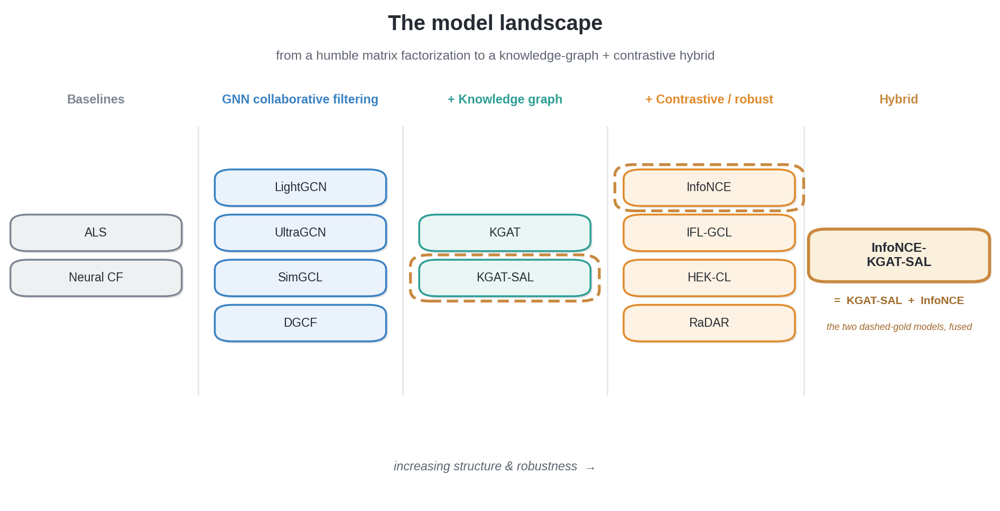 The model landscape
from a humble matrix factorization to a knowledge-graph + contrastive hybrid
Baselines
GNN collaborative filtering
+ Knowledge graph
+ Contrastive / robust
Hybrid
ALS
Neural CF
LightGCN
UltraGCN
SimGCL
DGCF
KGAT
KGAT-SAL
InfoNCE
IFL-GCL
HEK-CL
RaDAR
InfoNCE-
KGAT-SAL
= KGAT-SAL + InfoNCE
the two dashed-gold models, fused
increasing structure & robustness →